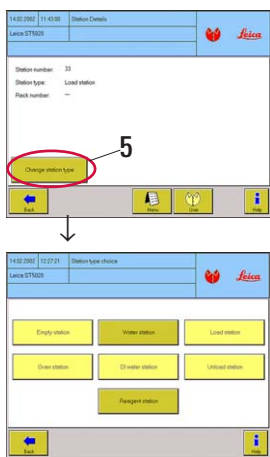 14.02.2002 11:43:08 Station Details
Leica ST5020
Leica
Station number: 33
Station type: Load station
Rack number: ---
5
Change station type
Back Menu User Help
14.02.2002 12:27:21 Station type choice
Leica ST5020
Leica
Empty station Water station Load station
Oven station DI water station Unload station
Reagent station
Back Help